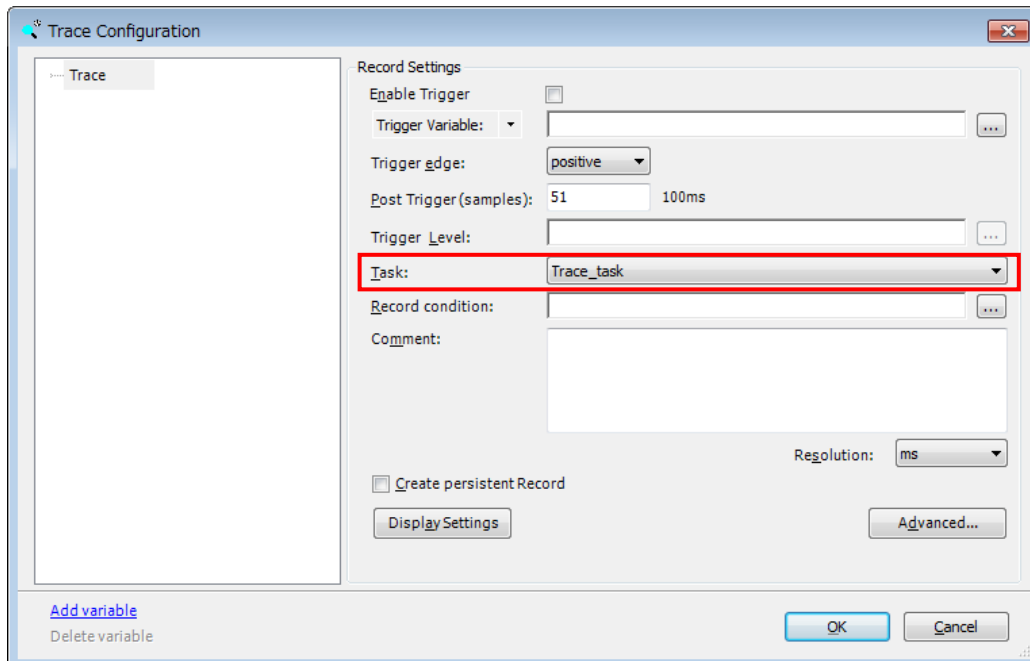 Trace Configuration
Trace
Record Settings
Enable Trigger
Trigger Variable:
...
Trigger edge:
positive
Post Trigger (samples):
51
100ms
Trigger Level:
...
Task:
Trace_task
Record condition:
...
Comment:
Resolution:
ms
Create persistent Record
Display Settings
Advanced...
Add variable
Delete variable
OK
Cancel